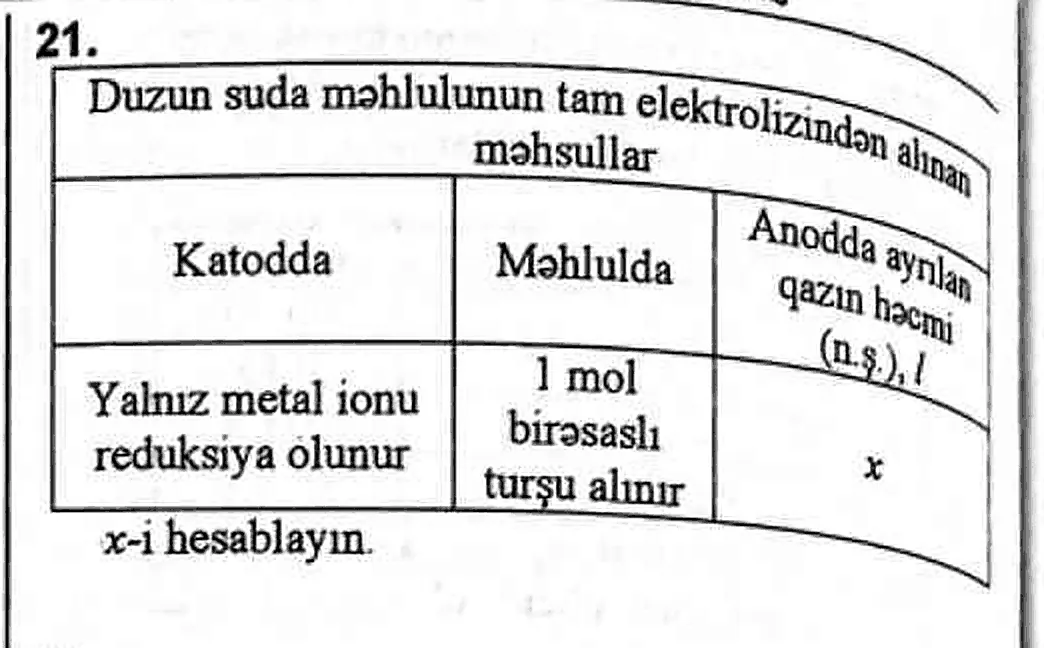 21.
Duzun suda məhlulunun tam elektrolizindən alınan
məhsullar
Katodda
Məhlulda
Anodda ayrılan
qazın həcmi
(n.ş.), l
Yalnız metal ionu
reduksiya olunur
1 mol
birəsaslı
turşu alınır
x
x-i hesablayın.